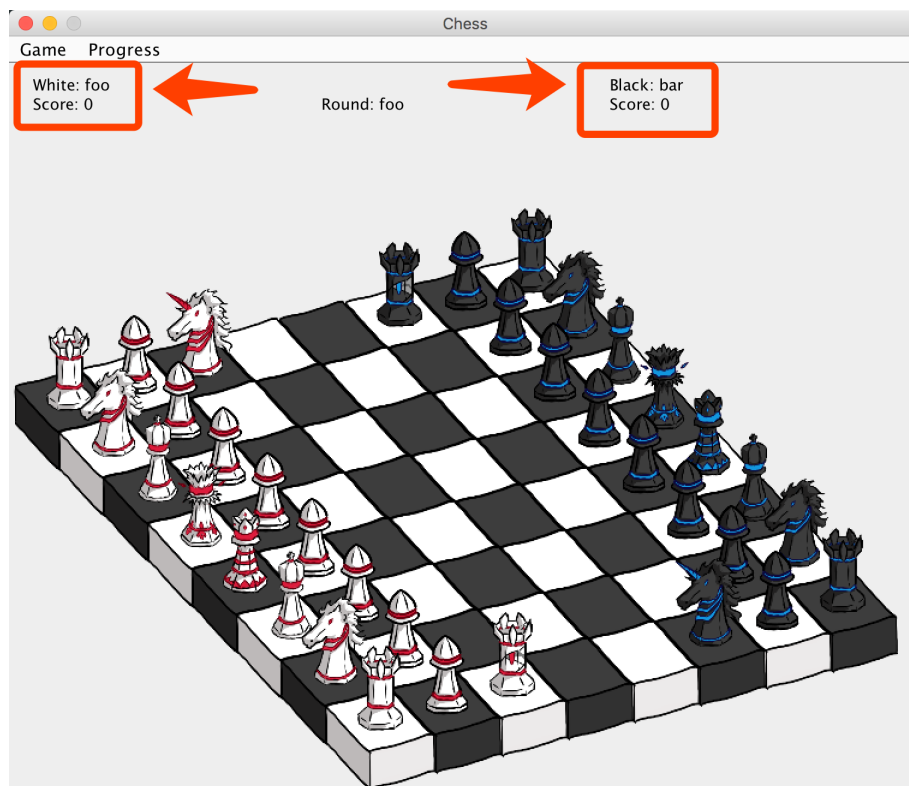 Chess
Game Progress
White: foo
Score: 0
Round: foo
Black: bar
Score: 0